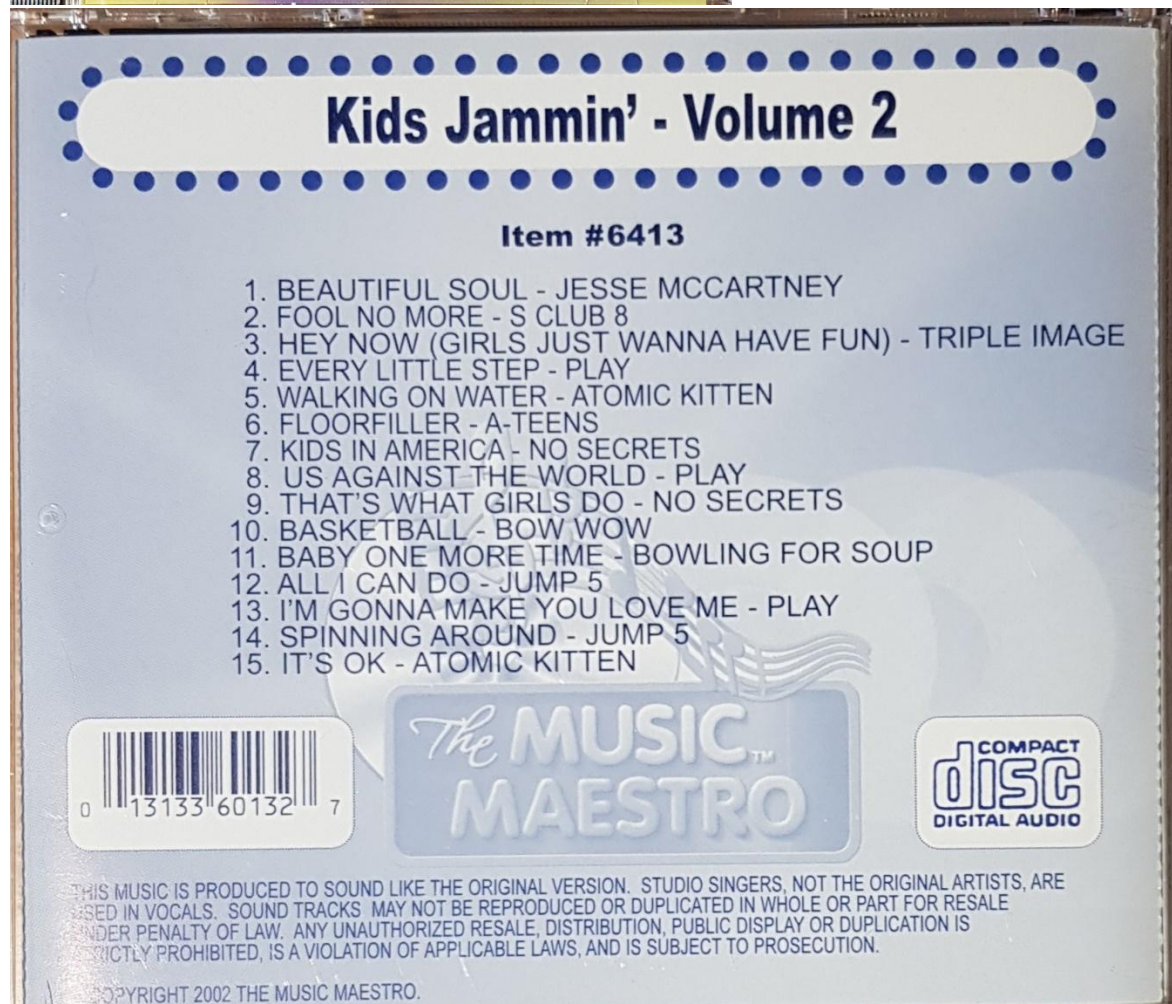 Kids Jammin' - Volume 2
Item #6413
1. BEAUTIFUL SOUL - JESSE MCCARTNEY
2. FOOL NO MORE - S CLUB 8
3. HEY NOW (GIRLS JUST WANNA HAVE FUN) - TRIPLE IMAGE
4. EVERY LITTLE STEP - PLAY
5. WALKING ON WATER - ATOMIC KITTEN
6. FLOORFILLER - A-TEENS
7. KIDS IN AMERICA - NO SECRETS
8. US AGAINST THE WORLD - PLAY
9. THAT'S WHAT GIRLS DO - NO SECRETS
10. BASKETBALL - BOW WOW
11. BABY ONE MORE TIME - BOWLING FOR SOUP
12. ALL I CAN DO - JUMP 5
13. I'M GONNA MAKE YOU LOVE ME - PLAY
14. SPINNING AROUND - JUMP 5
15. IT'S OK - ATOMIC KITTEN
The MUSIC™
MAESTRO
0 13133 60132 7
COMPACT
disc
DIGITAL AUDIO
THIS MUSIC IS PRODUCED TO SOUND LIKE THE ORIGINAL VERSION. STUDIO SINGERS, NOT THE ORIGINAL ARTISTS, ARE
USED IN VOCALS. SOUND TRACKS MAY NOT BE REPRODUCED OR DUPLICATED IN WHOLE OR PART FOR RESALE
UNDER PENALTY OF LAW. ANY UNAUTHORIZED RESALE, DISTRIBUTION, PUBLIC DISPLAY OR DUPLICATION IS
STRICTLY PROHIBITED, IS A VIOLATION OF APPLICABLE LAWS, AND IS SUBJECT TO PROSECUTION.
COPYRIGHT 2002 THE MUSIC MAESTRO.